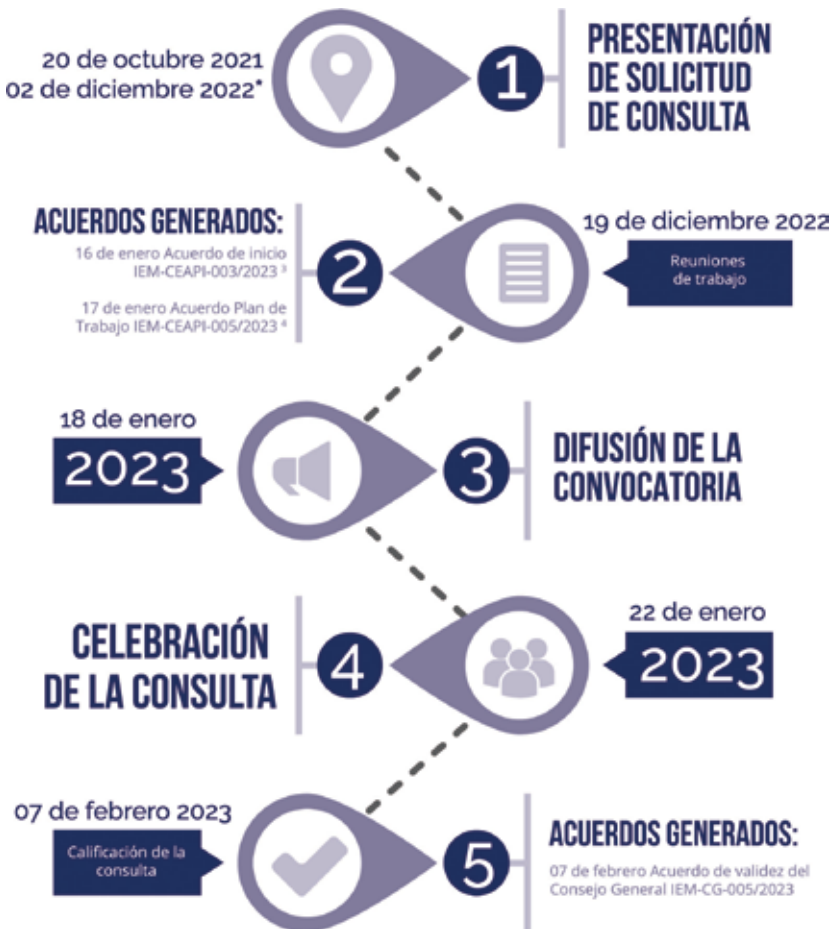 20 de octubre 2021
02 de diciembre 2022*
1
PRESENTACIÓN
DE SOLICITUD
DE CONSULTA
ACUERDOS GENERADOS:
16 de enero Acuerdo de inicio
IEM-CEAPI-003/2023 ³
17 de enero Acuerdo Plan de
Trabajo IEM-CEAPI-005/2023 ⁴
2
19 de diciembre 2022
Reuniones
de trabajo
18 de enero
2023
3
DIFUSIÓN DE LA
CONVOCATORIA
CELEBRACIÓN
DE LA CONSULTA
4
22 de enero
2023
07 de febrero 2023
Calificación de la
consulta
5
ACUERDOS GENERADOS:
07 de febrero Acuerdo de validez del
Consejo General IEM-CG-005/2023